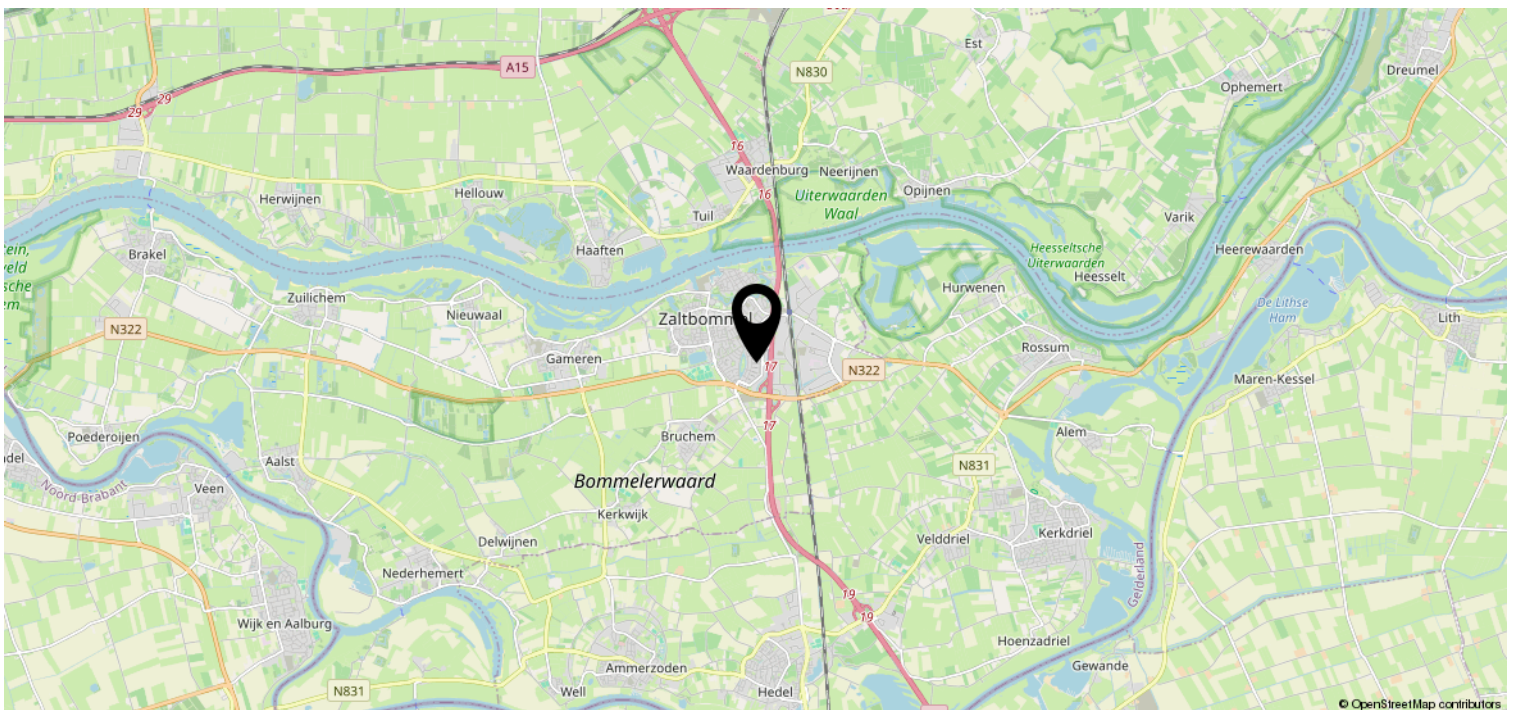 Est
Dreumel
A15
N830
Ophemert
29
29
16
Waardenburg
Neerijnen
Hellouw
16
Opijnen
Herwijnen
Uiterwaarden
Waal
Tuil
Varik
Haaften
Heesseltsche
Uiterwaarden
Heerewaarden
Brakel
Heesselt
Hurwenen
Zuilichem
De Lithse
Ham
Nieuwaal
Lith
N322
Rossum
Gameren
17
N322
Maren-Kessel
17
Alem
Poederoijen
Bruchem
Aalst
N831
Bommelerwaard
Noord-Brabant
Veen
Kerkwijk
Kerkdriel
Delwijnen
Velddriel
Nederhemert
Gelderland
19
19
Wijk en Aalburg
Hoenzadriel
Gewande
Ammerzoden
N831
Well
Hedel
© OpenStreetMap contributors